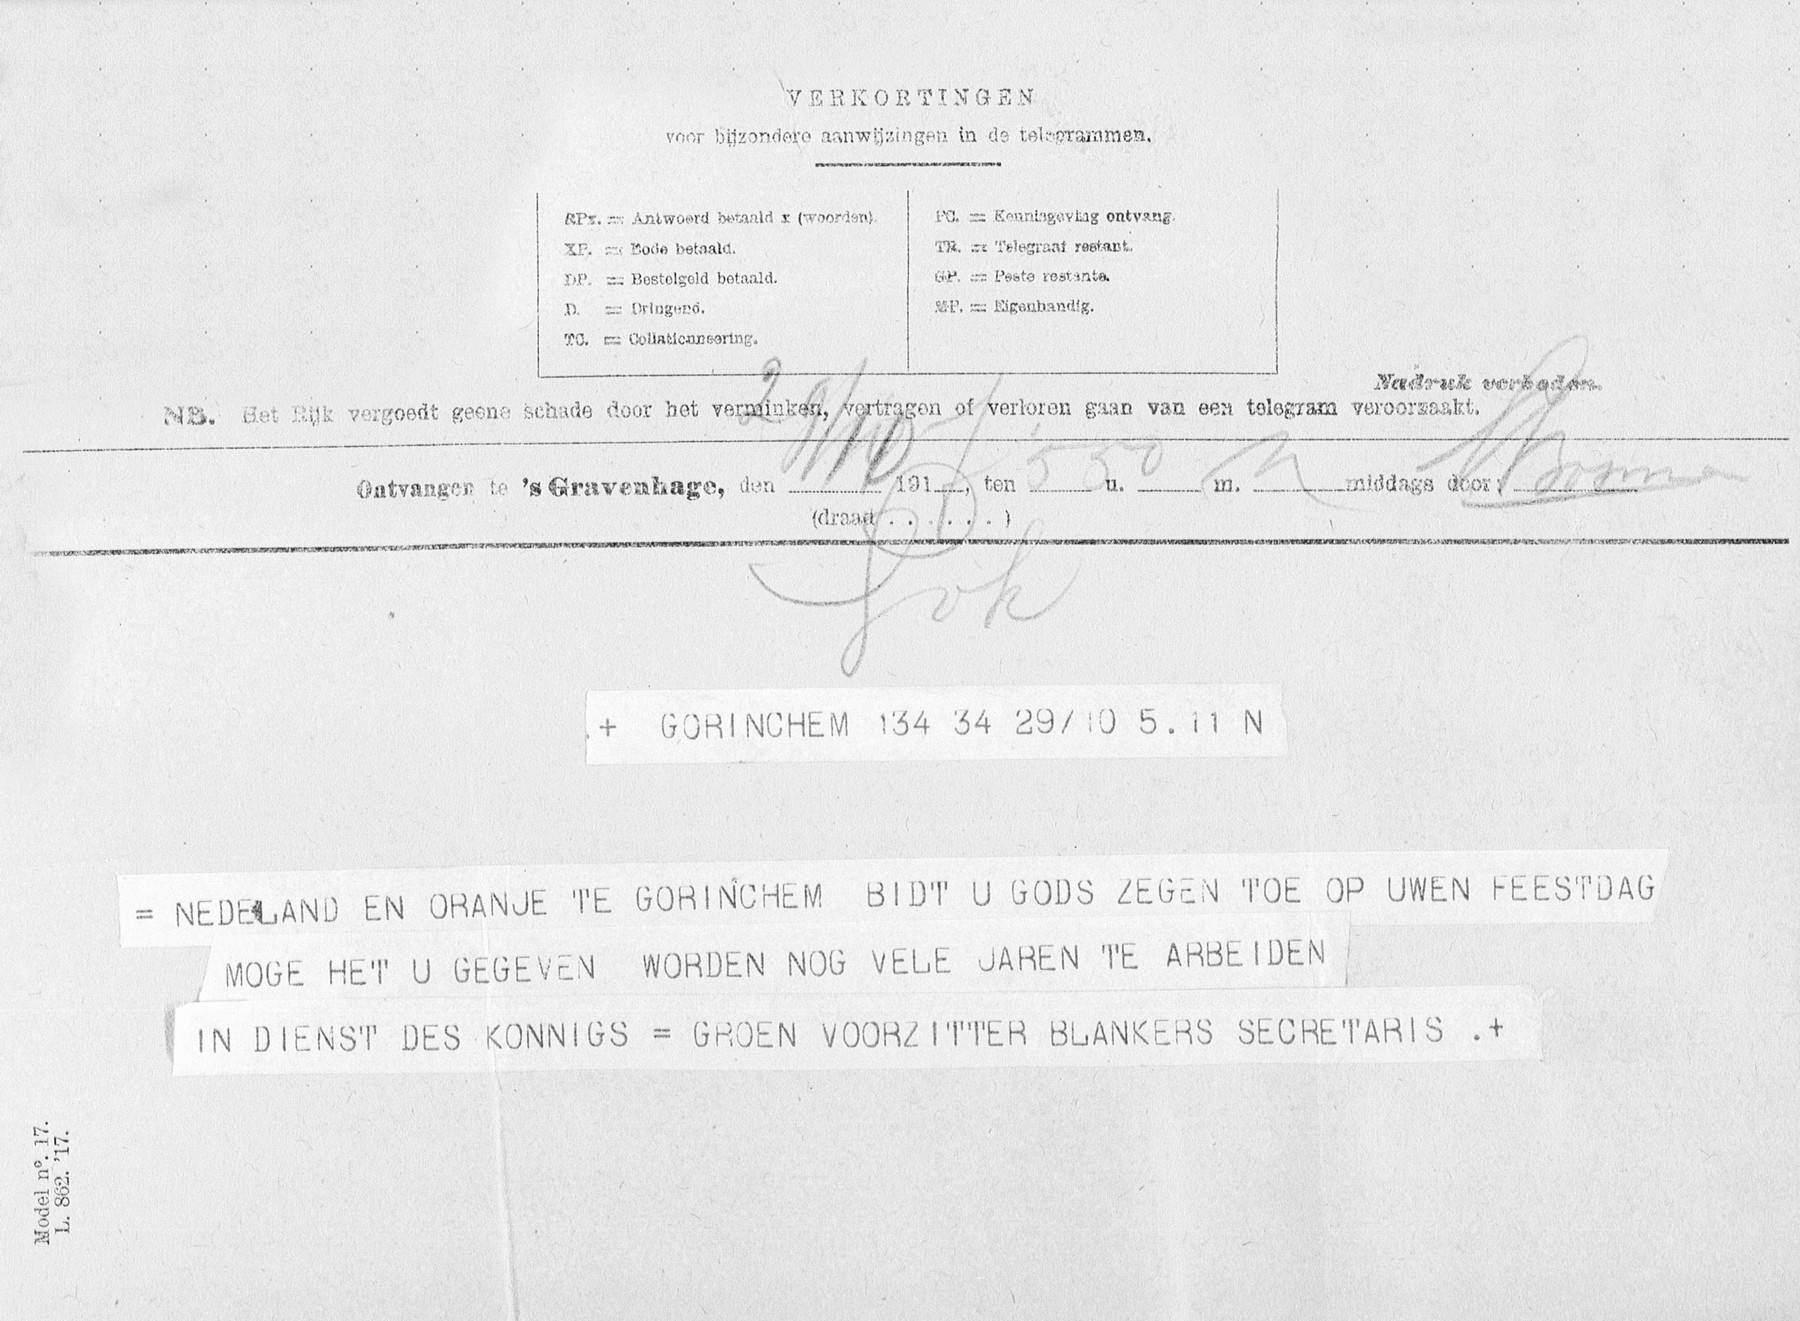 VERKORTINGEN
voor bijzondere aanwijzingen in de telegrammen.
RPx. = Antwoord betaald x (woorden).
XP. = Bode betaald.
DP. = Bestelgeld betaald.
D. = Dringend.
TC. = Collationneering.
PC. = Kennisgeving ontvang.
TR. = Telegraaf restant.
GP. = Poste restante.
MP. = Eigenhandig.
Nadruk verboden.
NB. Het Rijk vergoedt geene schade door het verminken, vertragen of verloren gaan van een telegram veroorzaakt.
Ontvangen te 's Gravenhage, den 29/10 191 , ten 5 u. 50 m. N middags door:
(draad . . . . . . )
.+ GORINCHEM 134 34 29/10 5.11 N
= NEDELAND EN ORANJE TE GORINCHEM BIDT U GODS ZEGEN TOE OP UWEN FEESTDAG
MOGE HET U GEGEVEN WORDEN NOG VELE JAREN TE ARBEIDEN
IN DIENST DES KONNIGS = GROEN VOORZITTER BLANKERS SECRETARIS .+
Model nº. 17.
L. 862. '17.